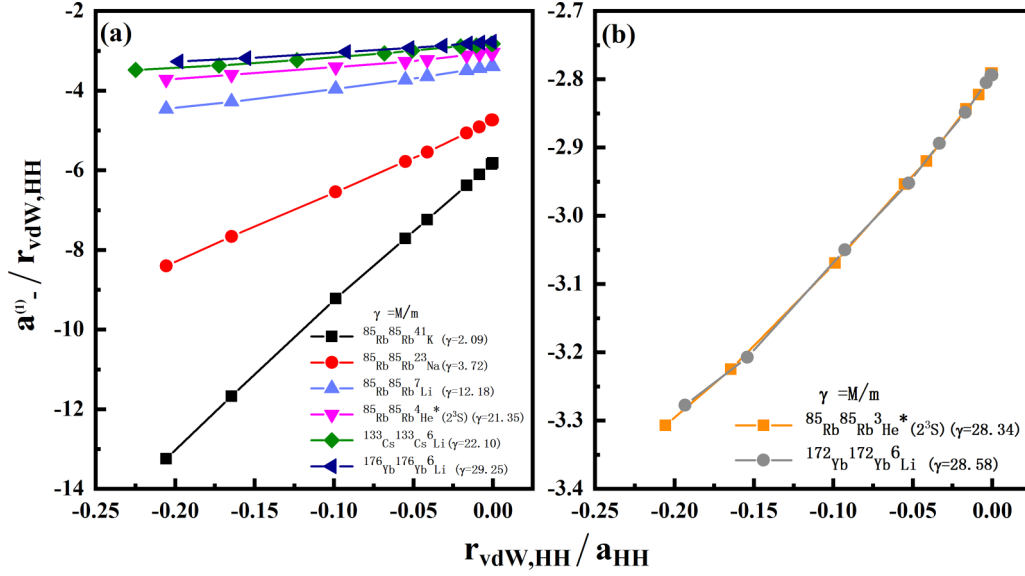 (a)
-2
-4
-6
-8
-10
-12
-14
-0.25
-0.20
-0.15
-0.10
-0.05
0.00
a⁽¹⁾₋ / r_vdW,HH
γ =M/m
⁸⁵Rb⁸⁵Rb⁴¹K (γ=2.09)
⁸⁵Rb⁸⁵Rb²³Na(γ=3.72)
⁸⁵Rb⁸⁵Rb⁷Li (γ=12.18)
⁸⁵Rb⁸⁵Rb⁴He*(2³S) (γ=21.35)
¹³³Cs¹³³Cs⁶Li(γ=22.10)
¹⁷⁶Yb¹⁷⁶Yb⁶Li (γ=29.25)
(b)
-2.7
-2.8
-2.9
-3.0
-3.1
-3.2
-3.3
-3.4
-0.25
-0.20
-0.15
-0.10
-0.05
0.00
γ =M/m
⁸⁵Rb⁸⁵Rb³He*(2³S) (γ=28.34)
¹⁷²Yb¹⁷²Yb⁶Li (γ=28.58)
r_vdW,HH / a_HH